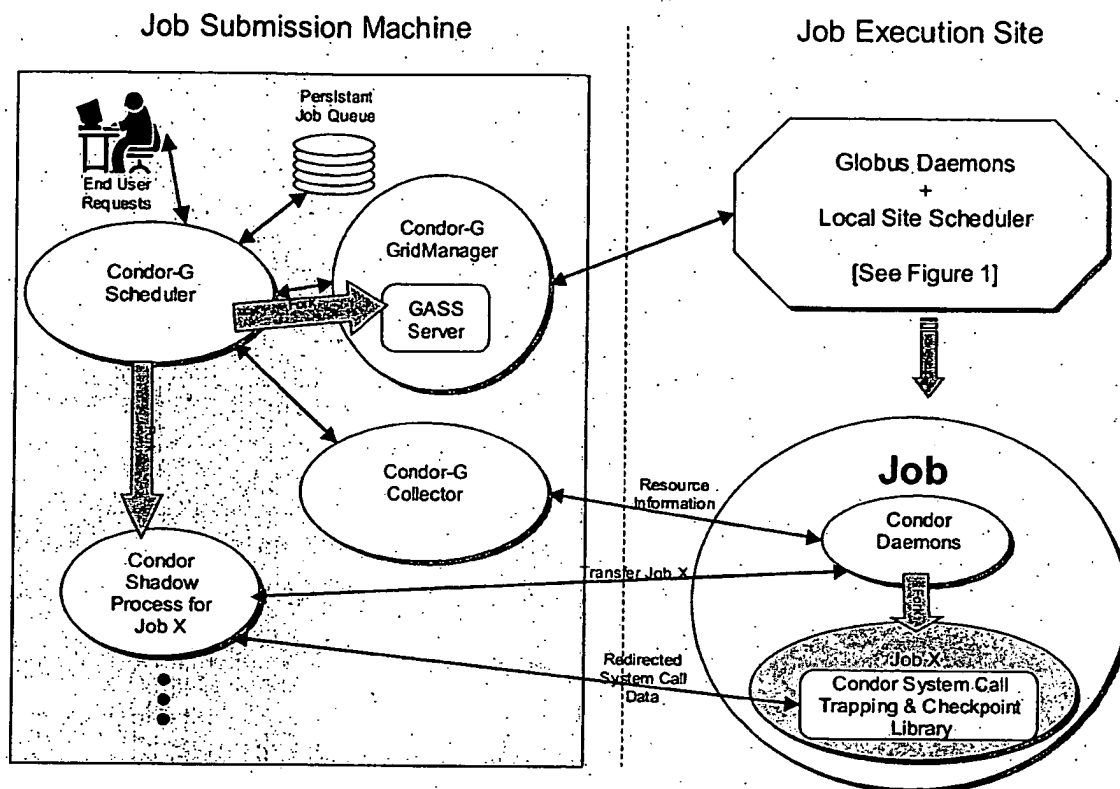 Job Submission Machine
Job Execution Site
Persistant
Job Queue
End User
Requests
Condor-G
Scheduler
Condor-G
GridManager
Fork
GASS
Server
Globus Daemons
+
Local Site Scheduler
[See Figure 1]
Condor-G
Collector
Resource
Information
Job
Condor
Daemons
Condor
Shadow
Process for
Job X
Transfer Job X
Fork
Redirected
System Call
Data
Job X
Condor System Call
Trapping & Checkpoint
Library